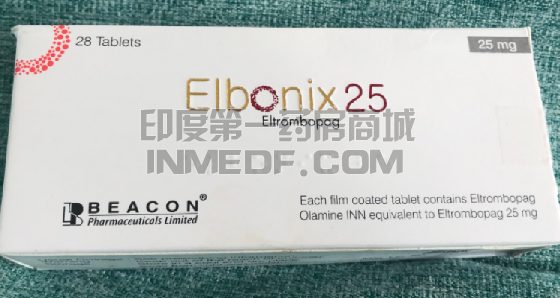 28 Tablets
25 mg
Elbonix 25
Eltrombopag
印度第一药房商城
INMEDF.COM
BEACON®
Pharmaceuticals Limited
Each film coated tablet contains Eltrombopag
Olamine INN equivalent to Eltrombopag 25 mg